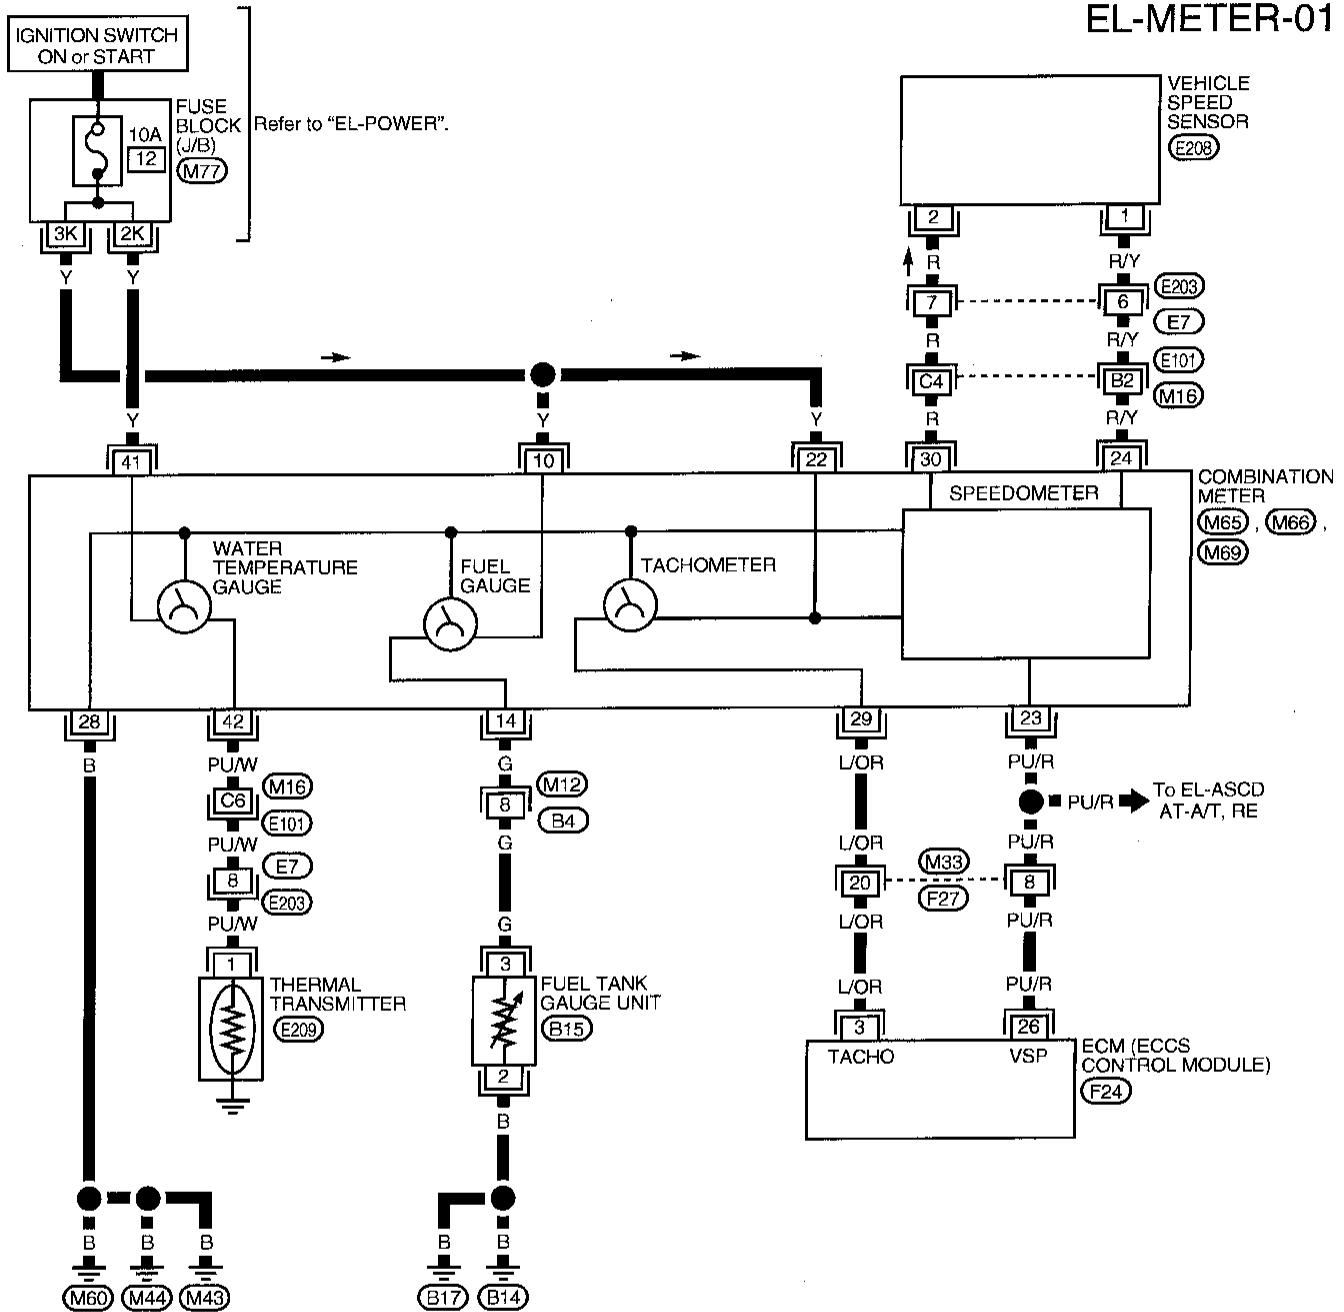 EL-METER-01
IGNITION SWITCH
ON or START
FUSE
BLOCK
(J/B)
M77
10A
12
Refer to "EL-POWER".
3K
2K
Y
Y
VEHICLE
SPEED
SENSOR
E208
2
1
R
R/Y
7
6
E203
E7
R
R/Y
C4
B2
E101
M16
R
R/Y
Y
Y
Y
41
10
22
30
24
COMBINATION
METER
M65 , M66 ,
M69
SPEEDOMETER
WATER
TEMPERATURE
GAUGE
FUEL
GAUGE
TACHOMETER
28
42
14
29
23
B
PU/W
G
L/OR
PU/R
C6
M16
E101
8
M12
B4
PU/R
To EL-ASCD
AT-A/T, RE
PU/W
G
L/OR
PU/R
8
E7
E203
20
M33
F27
8
PU/W
G
L/OR
PU/R
1
3
L/OR
PU/R
THERMAL
TRANSMITTER
E209
FUEL TANK
GAUGE UNIT
B15
3
26
TACHO
VSP
ECM (ECCS
CONTROL MODULE)
F24
2
B
B
B
B
B
B
M60
M44
M43
B17
B14